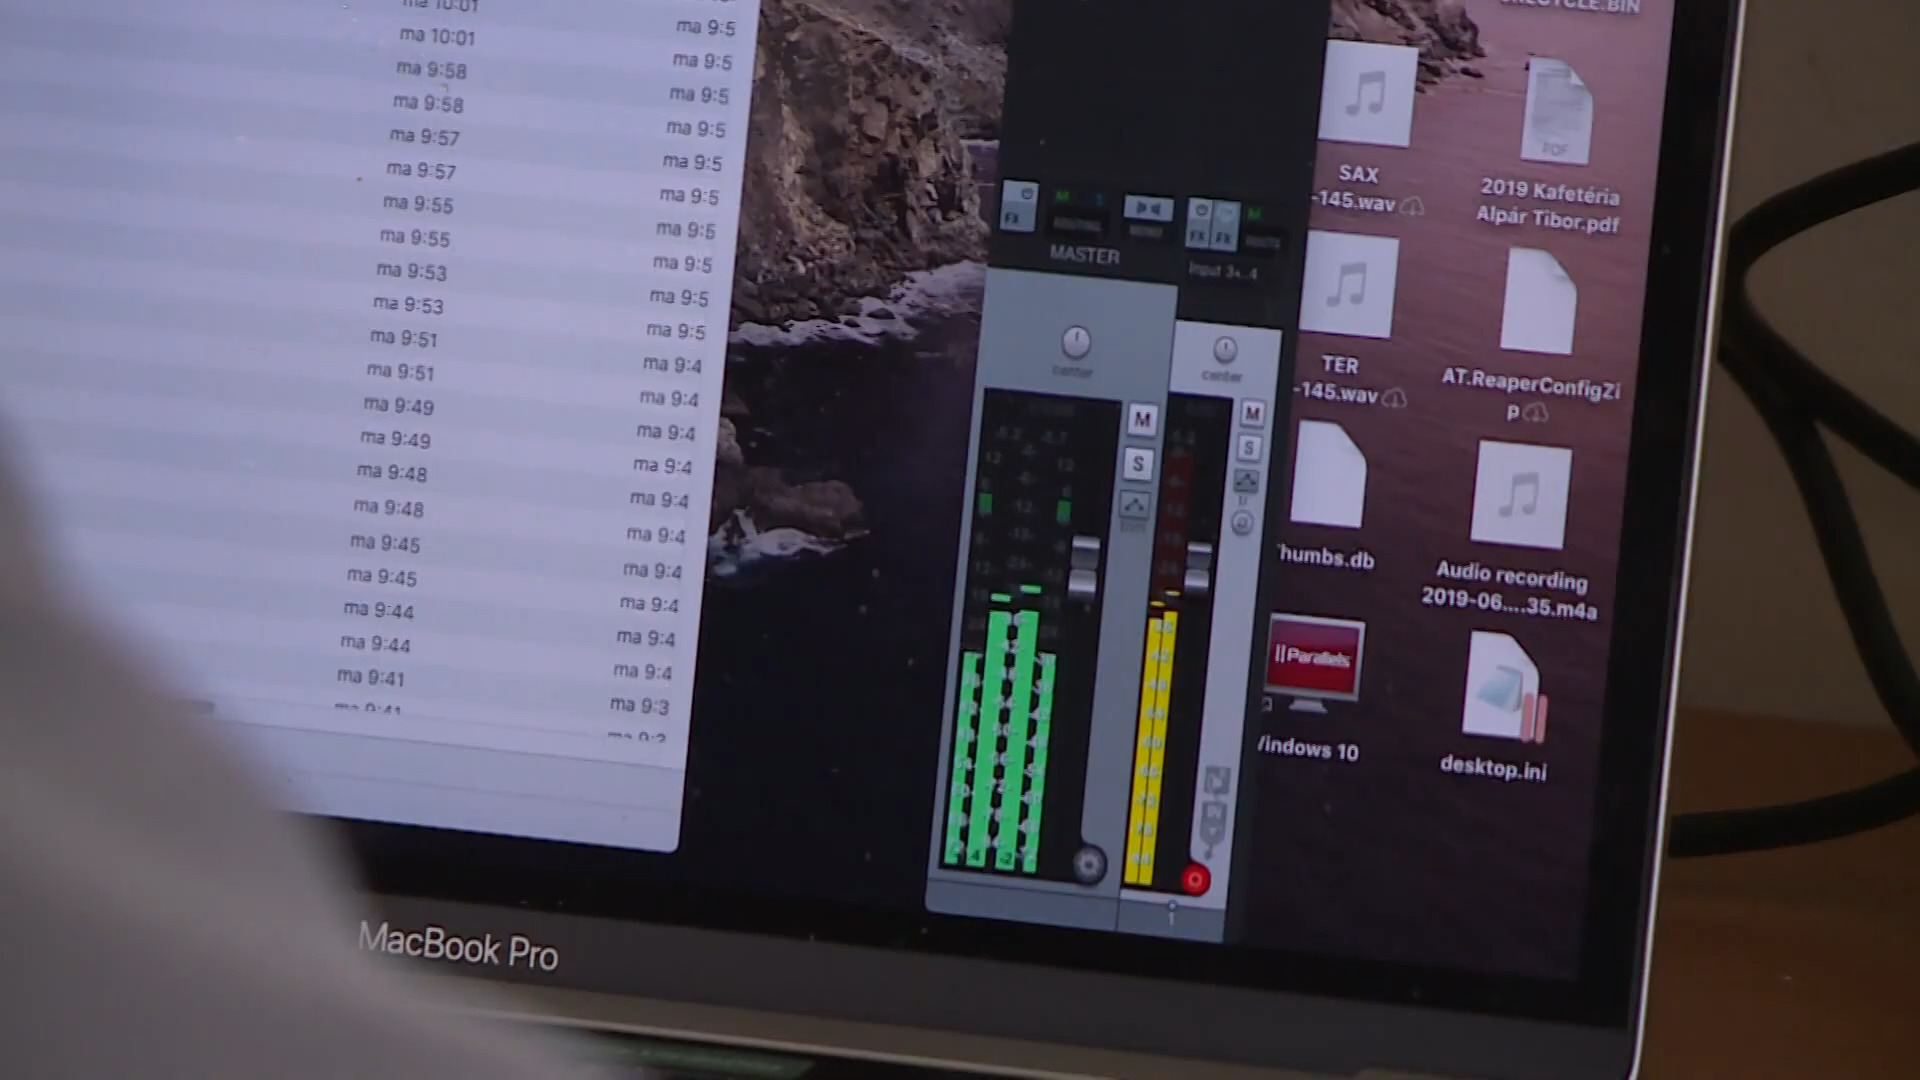 ma 10:01
ma 10:01
ma 9:58
ma 9:58
ma 9:57
ma 9:57
ma 9:55
ma 9:55
ma 9:53
ma 9:53
ma 9:51
ma 9:51
ma 9:49
ma 9:49
ma 9:48
ma 9:48
ma 9:45
ma 9:45
ma 9:44
ma 9:44
ma 9:41
ma 9:41
ma 9:5
ma 9:5
ma 9:5
ma 9:5
ma 9:5
ma 9:5
ma 9:5
ma 9:5
ma 9:5
ma 9:5
ma 9:4
ma 9:4
ma 9:4
ma 9:4
ma 9:4
ma 9:4
ma 9:4
ma 9:4
ma 9:4
ma 9:4
ma 9:3
FX
M
MASTER
center
M
S
FX FX
M
center
M
S
SAX
-145.wav
TER
-145.wav
humbs.db
Parallels
indows 10
PDF
2019 Kafetéria
Alpár Tibor.pdf
AT.ReaperConfigZi
p
Audio recording
2019-06....35.m4a
desktop.ini
MacBook Pro